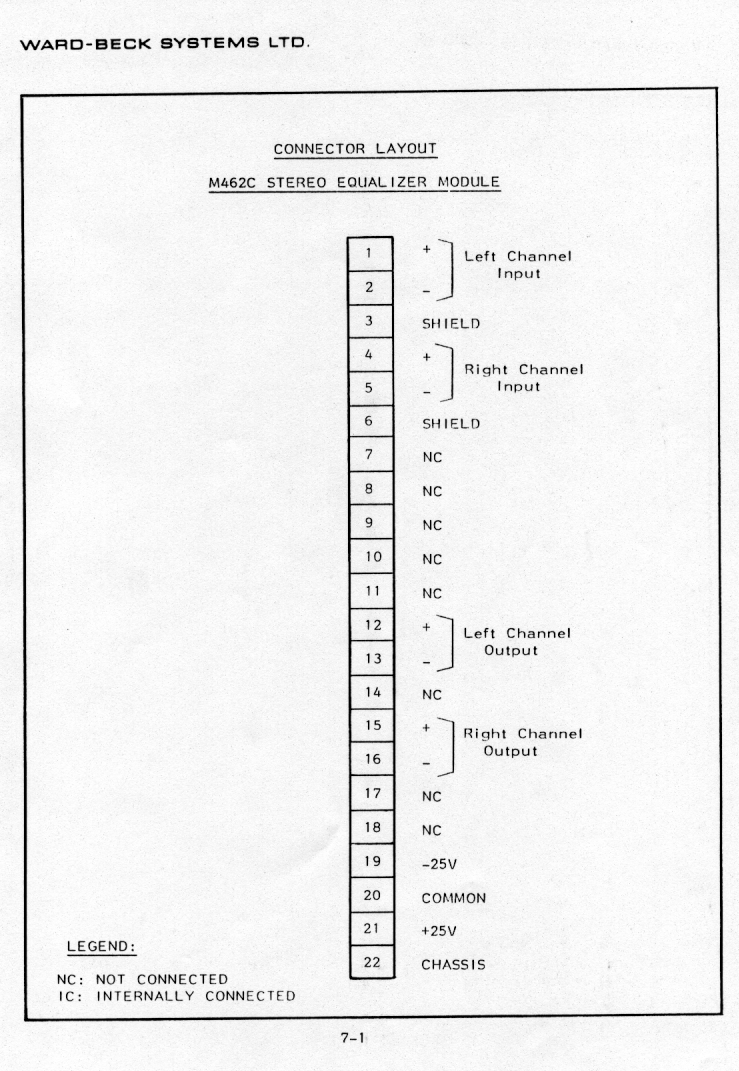 WARD-BECK SYSTEMS LTD.
CONNECTOR LAYOUT
M462C STEREO EQUALIZER MODULE
1 + Left Channel
Input
2 -
3 SHIELD
4 + Right Channel
5 - Input
6 SHIELD
7 NC
8 NC
9 NC
10 NC
11 NC
12 + Left Channel
Output
13 -
14 NC
15 + Right Channel
Output
16 -
17 NC
18 NC
19 -25V
20 COMMON
21 +25V
22 CHASSIS
LEGEND:
NC: NOT CONNECTED
IC: INTERNALLY CONNECTED
7-1